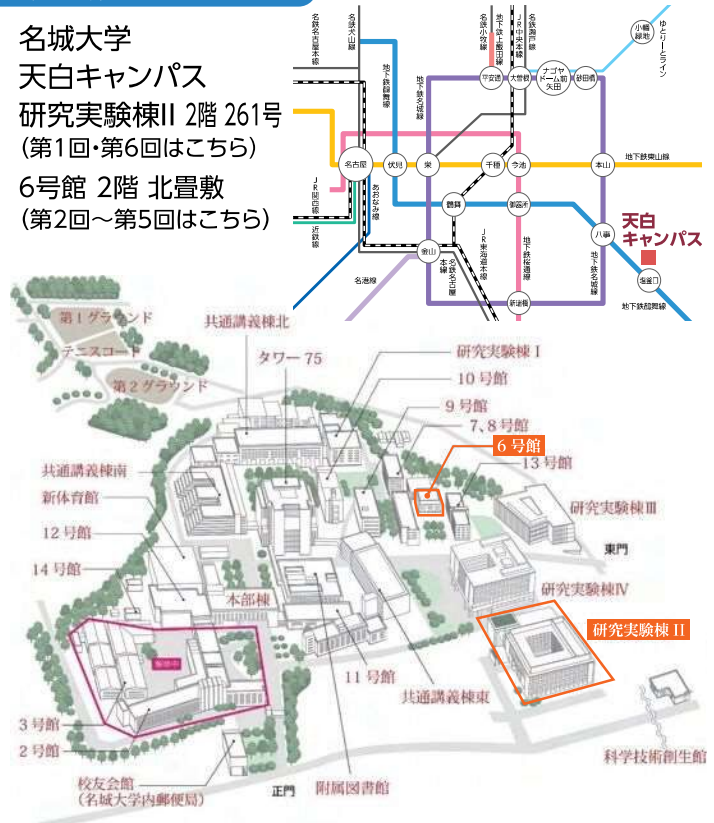 名城大学
天白キャンパス
研究実験棟II 2階 261号
(第1回・第6回はこちら)
6号館 2階 北畳敷
(第2回〜第5回はこちら)
名鉄名古屋本線
名鉄犬山線
地下鉄鶴舞線
地下鉄名城線
名鉄小牧線
地下鉄上飯田線
JR中央本線
名鉄瀬戸線
小幡緑地
ゆとりーとライン
平安通
大曽根
ナゴヤドーム前矢田
砂田橋
名古屋
伏見
栄
千種
今池
本山
地下鉄東山線
JR関西線
近鉄線
あおなみ線
鶴舞
御器所
八事
天白
キャンパス
金山
名港線
名鉄名古屋本線
JR東海道本線
地下鉄桜通線
新瑞橋
地下鉄名城線
塩釜口
地下鉄鶴舞線
第1グラウンド
テニスコート
第2グラウンド
共通講義棟北
タワー75
研究実験棟Ⅰ
10号館
9号館
7、8号館
6号館
13号館
共通講義棟南
新体育館
12号館
14号館
研究実験棟Ⅲ
東門
研究実験棟Ⅳ
本部棟
研究実験棟Ⅱ
11号館
共通講義棟東
3号館
2号館
校友会館
(名城大学内郵便局)
正門
附属図書館
科学技術創生館